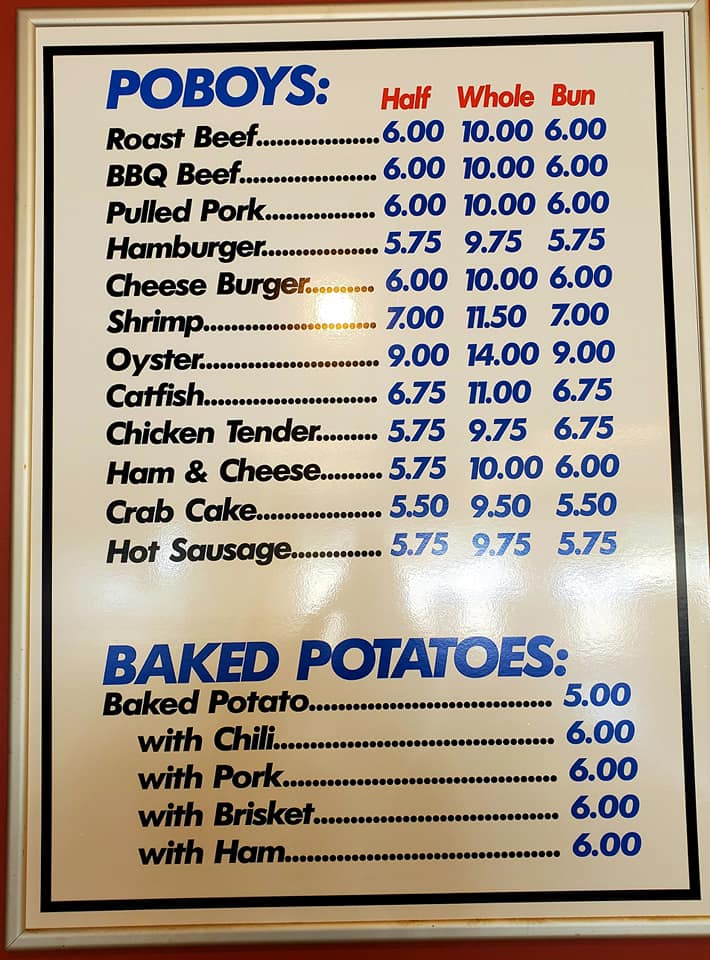 POBOYS: Half Whole Bun
Roast Beef...................6.00 10.00 6.00
BBQ Beef..................... 6.00 10.00 6.00
Pulled Pork................. 6.00 10.00 6.00
Hamburger.................. 5.75 9.75 5.75
Cheese Burger.......... 6.00 10.00 6.00
Shrimp.......................... 7.00 11.50 7.00
Oyster........................... 9.00 14.00 9.00
Catfish.......................... 6.75 11.00 6.75
Chicken Tender......... 5.75 9.75 6.75
Ham & Cheese.......... 5.75 10.00 6.00
Crab Cake................... 5.50 9.50 5.50
Hot Sausage.............. 5.75 9.75 5.75
BAKED POTATOES:
Baked Potato..................................... 5.00
with Chili........................................... 6.00
with Pork.......................................... 6.00
with Brisket..................................... 6.00
with Ham.......................................... 6.00